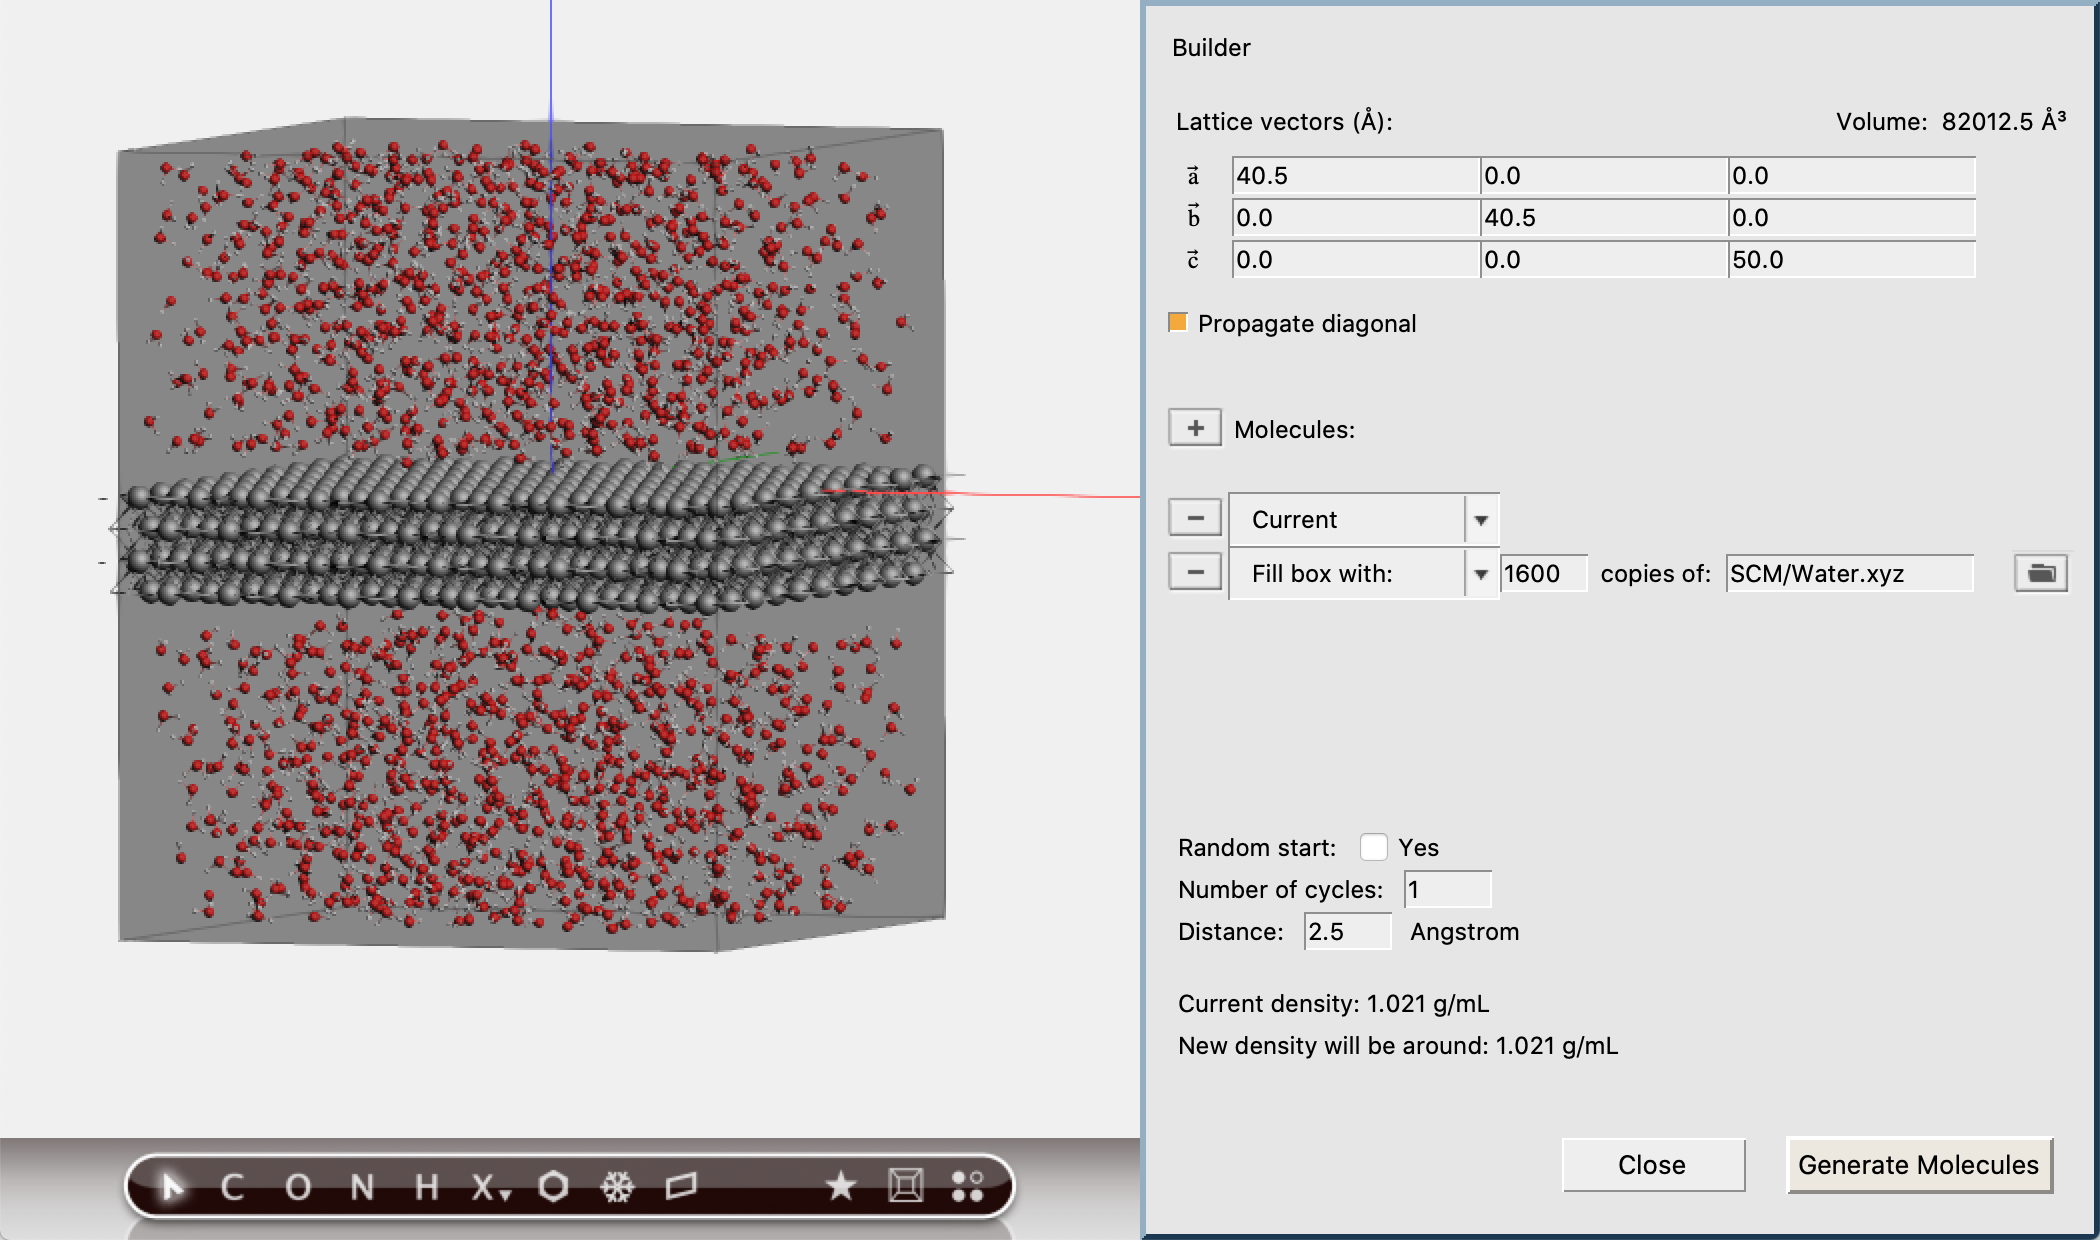 Builder
Lattice vectors (Å): Volume: 82012.5 Å³
a⃗ 40.5 0.0 0.0
b⃗ 0.0 40.5 0.0
c⃗ 0.0 0.0 50.0
Propagate diagonal
+ Molecules:
− Current
− Fill box with: 1600 copies of: SCM/Water.xyz
Random start: Yes
Number of cycles: 1
Distance: 2.5 Angstrom
Current density: 1.021 g/mL
New density will be around: 1.021 g/mL
Close Generate Molecules
C O N H X